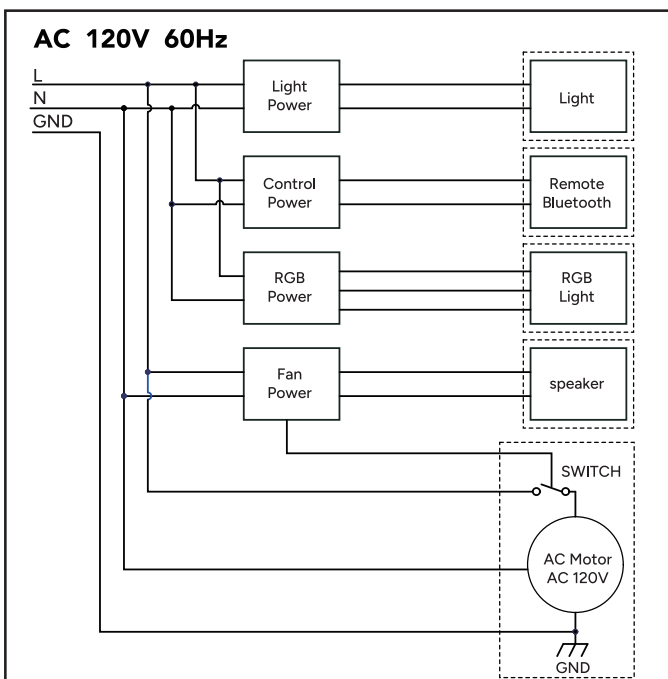 AC 120V 60Hz
L
N
GND
Light
Power
Light
Control
Power
Remote
Bluetooth
RGB
Power
RGB
Light
Fan
Power
speaker
SWITCH
AC Motor
AC 120V
GND